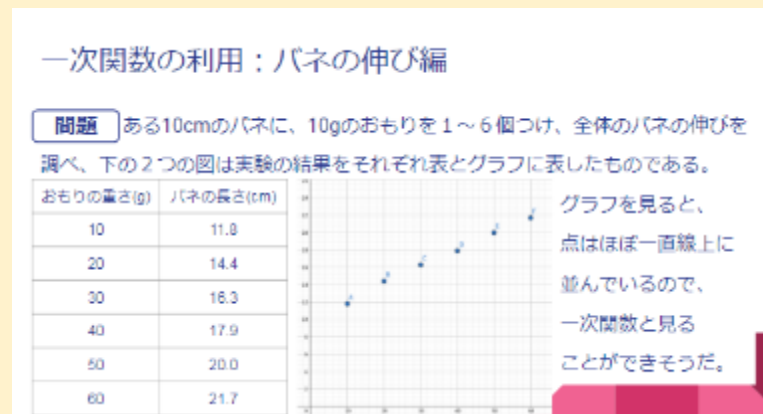 一次関数の利用：バネの伸び編
問題 ある10cmのバネに、10gのおもりを１～６個つけ、全体のバネの伸びを
調べ、下の２つの図は実験の結果をそれぞれ表とグラフに表したものである。
おもりの重さ(g) バネの長さ(cm)
10 11.8
20 14.4
30 16.3
40 17.9
50 20.0
60 21.7
グラフを見ると、
点はほぼ一直線上に
並んでいるので、
一次関数と見る
ことができそうだ。